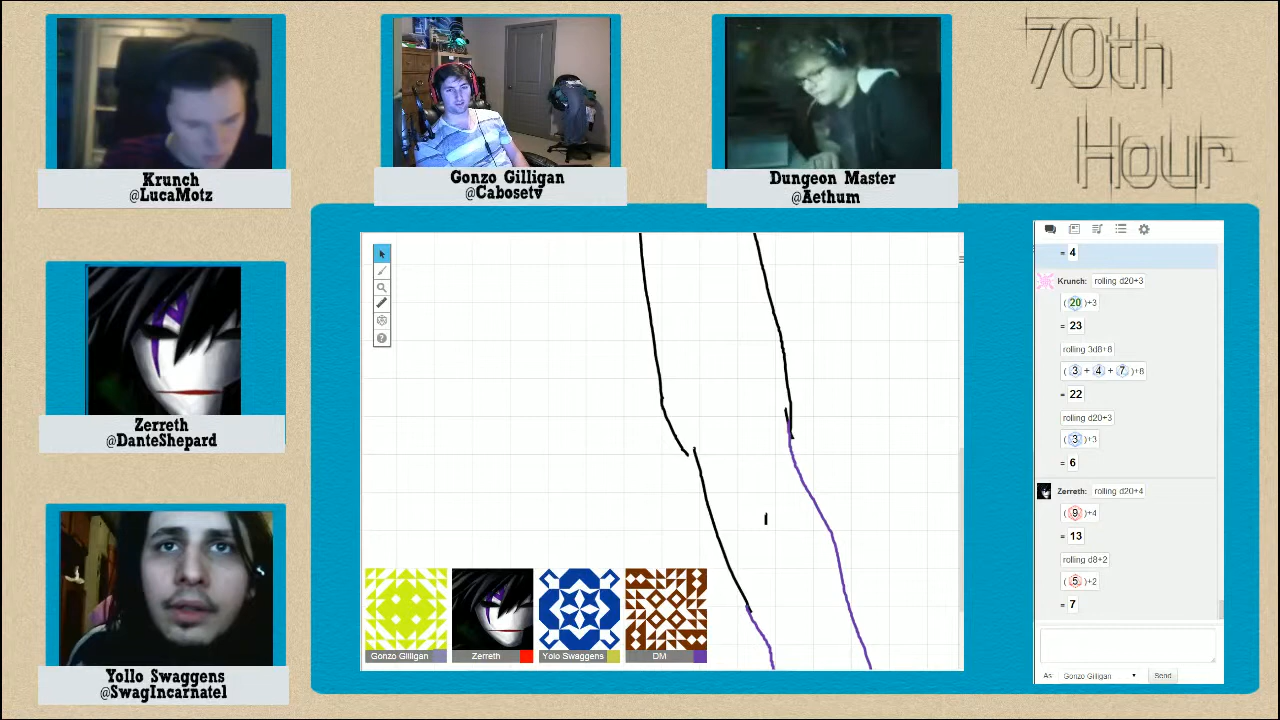 70th
Hour
Krunch
@LucaMotz
Gonzo Gilligan
@Cabosetv
Dungeon Master
@Aethum
Zerreth
@DanteShepard
Yollo Swaggens
@SwagIncarnate1
Gonzo Gilligan
Zerreth
Yolo Swaggens
DM
= 4
Krunch: rolling d20+3
(20)+3
= 23
rolling 3d8+8
(3+4+7)+8
= 22
rolling d20+3
(3)+3
= 6
Zerreth: rolling d20+4
(9)+4
= 13
rolling d8+2
(5)+2
= 7
As: Gonzo Gilligan Send